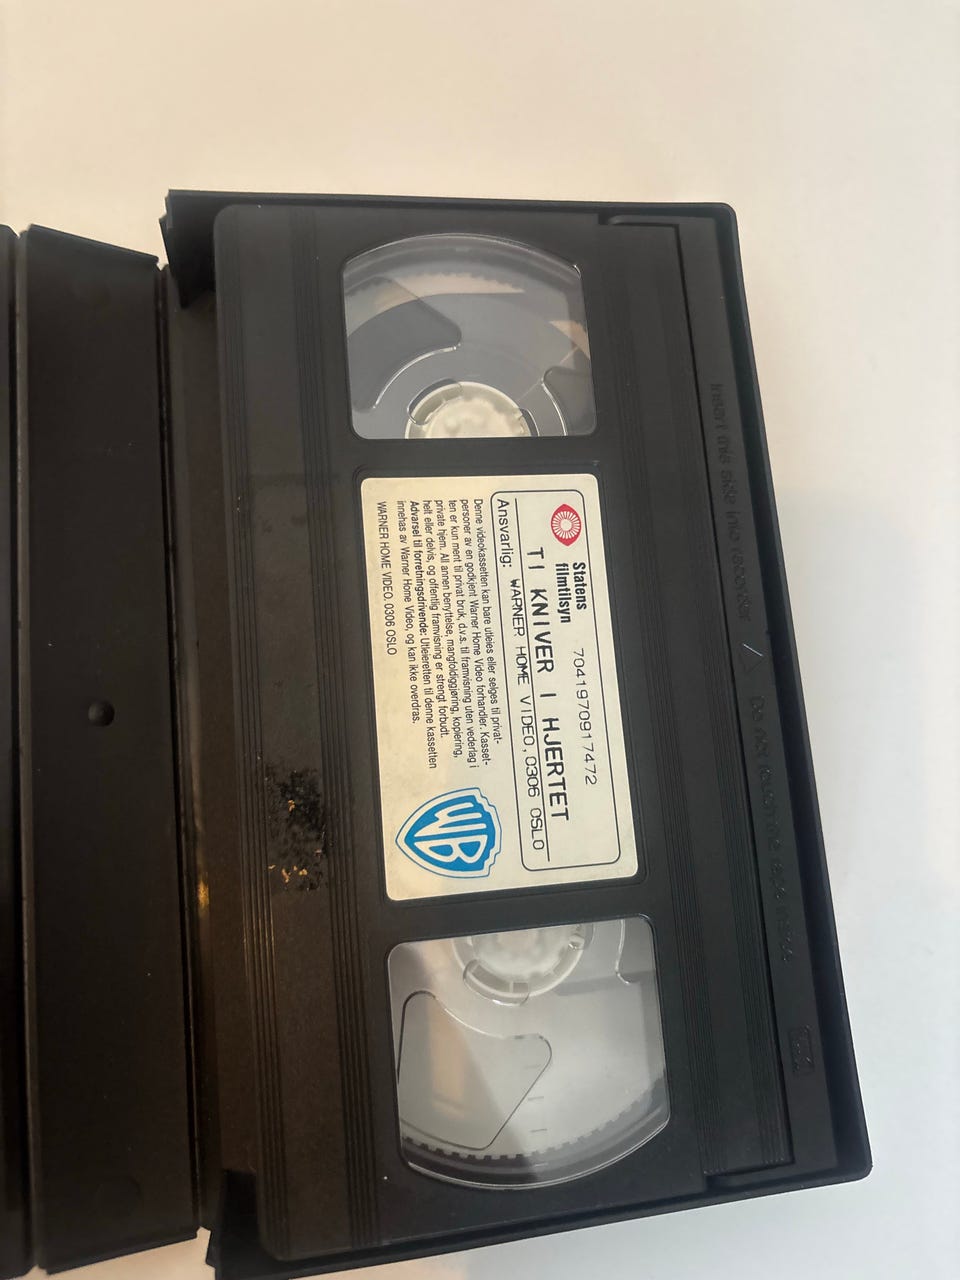 Statens
filmtilsyn
7041970917472
TI KNIVER I HJERTET
Ansvarlig: WARNER HOME VIDEO, 0306 OSLO
Denne videokassetten kan bare utleies eller selges til privat-
personer av en godkjent Warner Home Video forhandler. Kasset-
ten er kun ment til privat bruk, d.v.s. til framvisning uten vederlag i
private hjem. All annen benyttelse, mangfoldiggjøring, kopiering,
helt eller delvis, og offentlig framvisning er strengt forbudt.
Advarsel til forretningsdrivende: Utleieretten til denne kassetten
innehas av Warner Home Video, og kan ikke overdras.
WARNER HOME VIDEO, 0306 OSLO
WB
Insert this side into recorder
Do not touch the tape inside